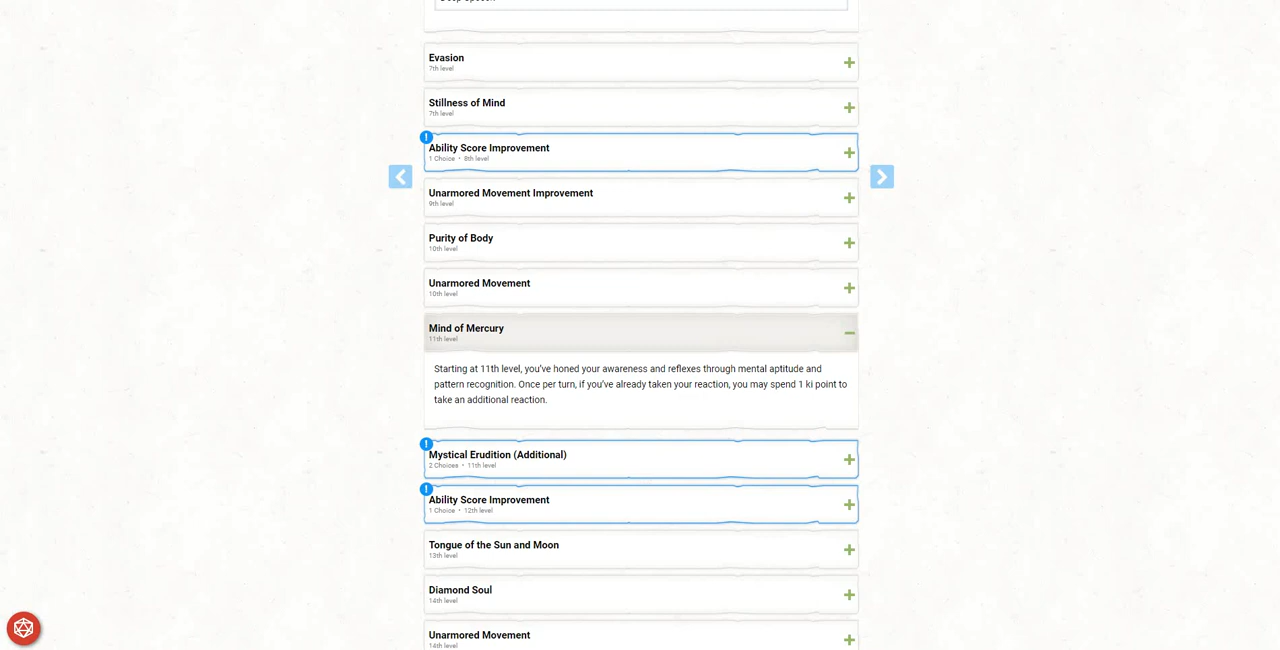 Deep Speech
Evasion
7th level
Stillness of Mind
7th level
!
Ability Score Improvement
1 Choice • 8th level
Unarmored Movement Improvement
9th level
Purity of Body
10th level
Unarmored Movement
10th level
Mind of Mercury
11th level
Starting at 11th level, you’ve honed your awareness and reflexes through mental aptitude and
pattern recognition. Once per turn, if you’ve already taken your reaction, you may spend 1 ki point to
take an additional reaction.
!
Mystical Erudition (Additional)
2 Choices • 11th level
!
Ability Score Improvement
1 Choice • 12th level
Tongue of the Sun and Moon
13th level
Diamond Soul
14th level
Unarmored Movement
14th level